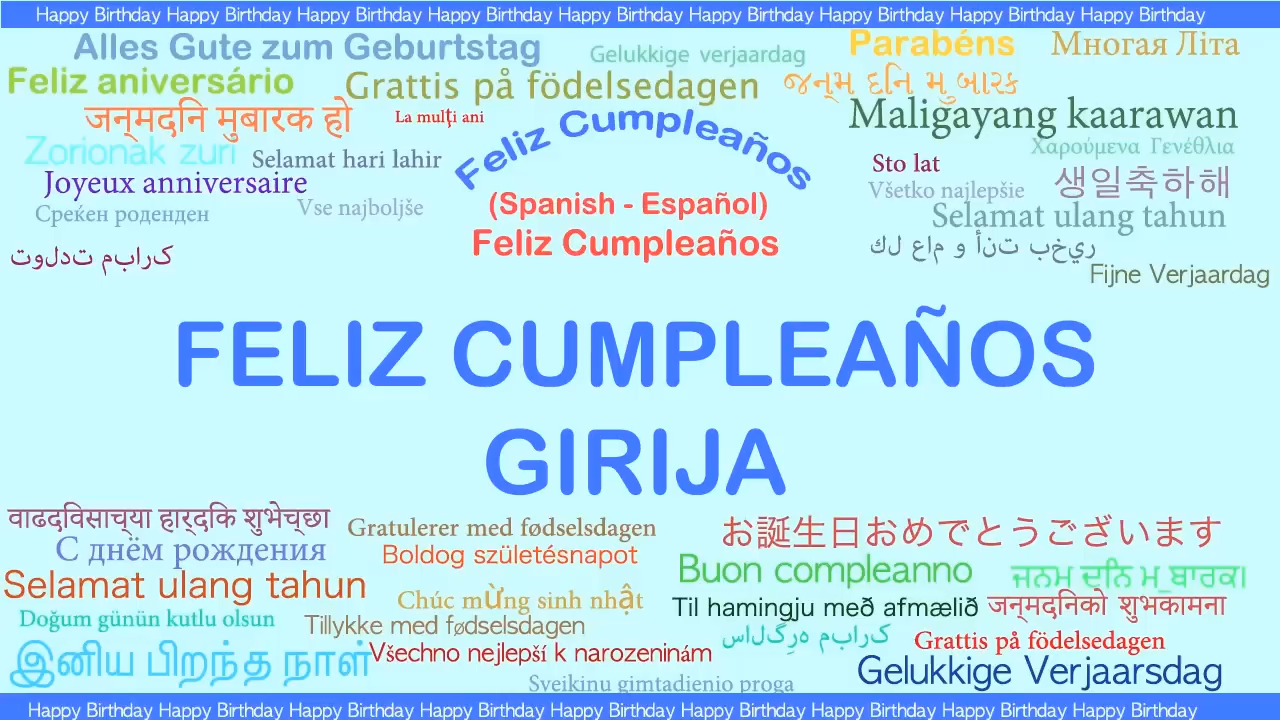 Happy Birthday Happy Birthday Happy Birthday Happy Birthday Happy Birthday Happy Birthday Happy Birthday Happy Birthday Happy Birthday
Alles Gute zum Geburtstag
Gelukkige verjaardag
Parabéns
Многая Літа
Feliz aniversário
Grattis på födelsedagen
જન્મ દિન મુબારક
जन्मदिन मुबारक हो
La mulţi ani
Feliz Cumpleaños
Maligayang kaarawan
Zorionak zuri
Selamat hari lahir
Χαρούμενα Γενέθλια
Sto lat
Joyeux anniversaire
(Spanish - Español)
Všetko najlepšie
생일축하해
Среќен роденден
Vse najboljše
Feliz Cumpleaños
Selamat ulang tahun
تولدت مبارک
كل عام و أنت بخير
Fijne Verjaardag
FELIZ CUMPLEAÑOS
GIRIJA
वाढदिवसाच्या हार्दिक शुभेच्छा
Gratulerer med fødselsdagen
お誕生日おめでとうございます
С днём рождения
Boldog születésnapot
Buon compleanno
ਜਨਮ ਦਿਨ ਮੁਬਾਰਕ।
Selamat ulang tahun
Chúc mừng sinh nhật
Til hamingju með afmælið
जन्मदिनको शुभकामना
Doğum günün kutlu olsun
Tillykke med fødselsdagen
سالگرہ مبارک
Grattis på födelsedagen
இனிய பிறந்த நாள்
Všechno nejlepší k narozeninám
Gelukkige Verjaarsdag
Sveikinu gimtadienio proga
Happy Birthday Happy Birthday Happy Birthday Happy Birthday Happy Birthday Happy Birthday Happy Birthday Happy Birthday Happy Birthday